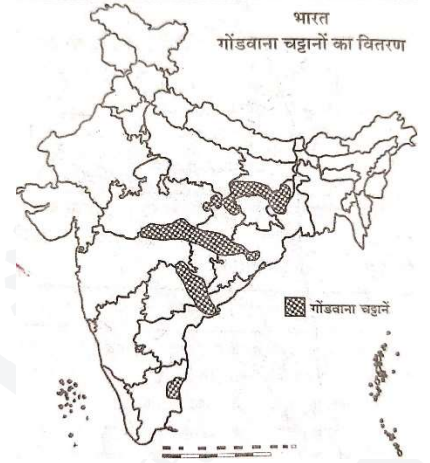 भारत
गोंडवाना चट्टानों का वितरण
गोंडवाना चट्टानें